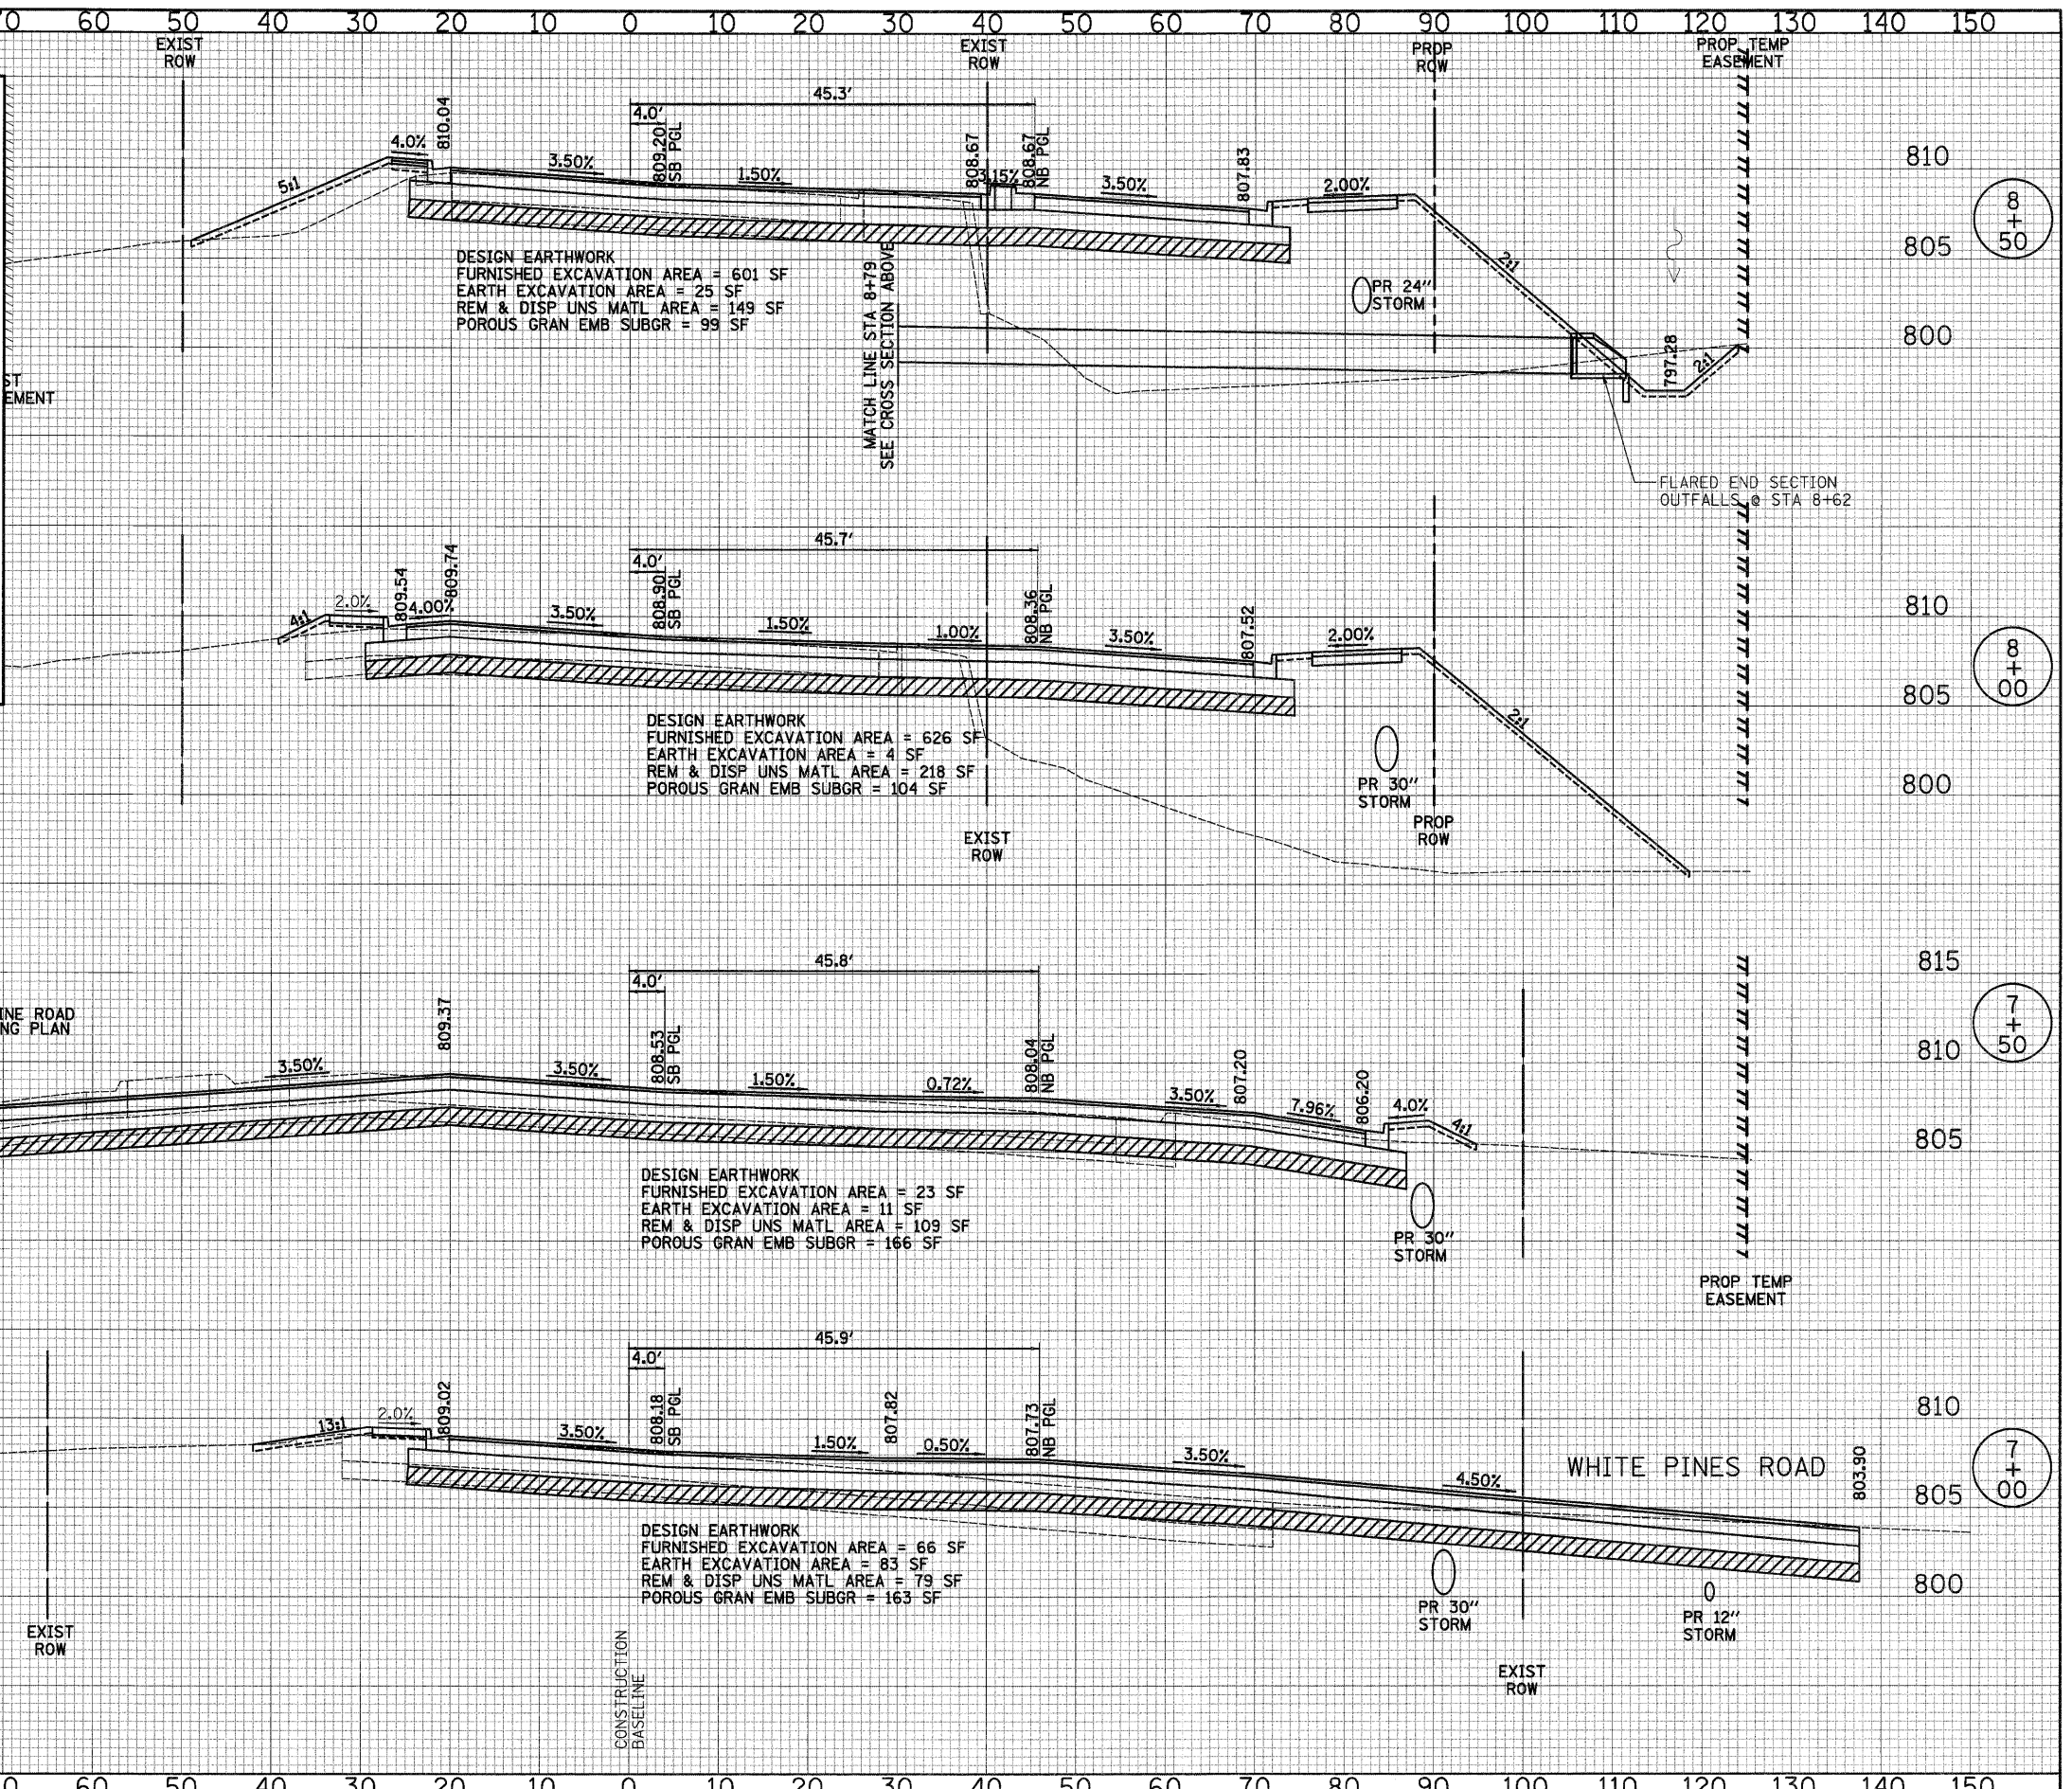 60 50 40 30 20 10 0 10 20 30 40 50 60 70 80 90 100 110 120 130 140 150
EXIST
ROW
EXIST
ROW
PROP
ROW
PROP TEMP
EASEMENT
45.3'
4.0'
810.04
4.0%
809.20
SB PGL
808.67
808.67
NB PGL
807.83
3.50%
1.50%
3.15%
3.50%
2.00%
5:1
2:1
810
805
800
8
+
50
DESIGN EARTHWORK
FURNISHED EXCAVATION AREA = 601 SF
EARTH EXCAVATION AREA = 25 SF
REM & DISP UNS MATL AREA = 149 SF
POROUS GRAN EMB SUBGR = 99 SF
MATCH LINE STA 8+79
SEE CROSS SECTION ABOVE
PR 24"
STORM
797.28
2:1
ST
EMENT
FLARED END SECTION
OUTFALLS @ STA 8+62
45.7'
4.0'
809.54
809.74
808.90
SB PGL
808.36
NB PGL
807.52
4:1
2.0%
4.00%
3.50%
1.50%
1.00%
3.50%
2.00%
2:1
810
805
800
8
+
00
DESIGN EARTHWORK
FURNISHED EXCAVATION AREA = 626 SF
EARTH EXCAVATION AREA = 4 SF
REM & DISP UNS MATL AREA = 218 SF
POROUS GRAN EMB SUBGR = 104 SF
PR 30"
STORM
PROP
ROW
EXIST
ROW
45.8'
4.0'
INE ROAD
NG PLAN
809.37
808.53
SB PGL
808.04
NB PGL
807.20
806.20
3.50%
3.50%
1.50%
0.72%
3.50%
7.96%
4.0%
4:1
815
810
805
7
+
50
DESIGN EARTHWORK
FURNISHED EXCAVATION AREA = 23 SF
EARTH EXCAVATION AREA = 11 SF
REM & DISP UNS MATL AREA = 109 SF
POROUS GRAN EMB SUBGR = 166 SF
PR 30"
STORM
PROP TEMP
EASEMENT
45.9'
4.0'
809.02
808.18
SB PGL
807.82
807.73
NB PGL
803.90
13:1
2.0%
3.50%
1.50%
0.50%
3.50%
4.50%
WHITE PINES ROAD
810
805
800
7
+
00
DESIGN EARTHWORK
FURNISHED EXCAVATION AREA = 66 SF
EARTH EXCAVATION AREA = 83 SF
REM & DISP UNS MATL AREA = 79 SF
POROUS GRAN EMB SUBGR = 163 SF
PR 30"
STORM
PR 12"
STORM
EXIST
ROW
EXIST
ROW
CONSTRUCTION
BASELINE
60 50 40 30 20 10 0 10 20 30 40 50 60 70 80 90 100 110 120 130 140 150